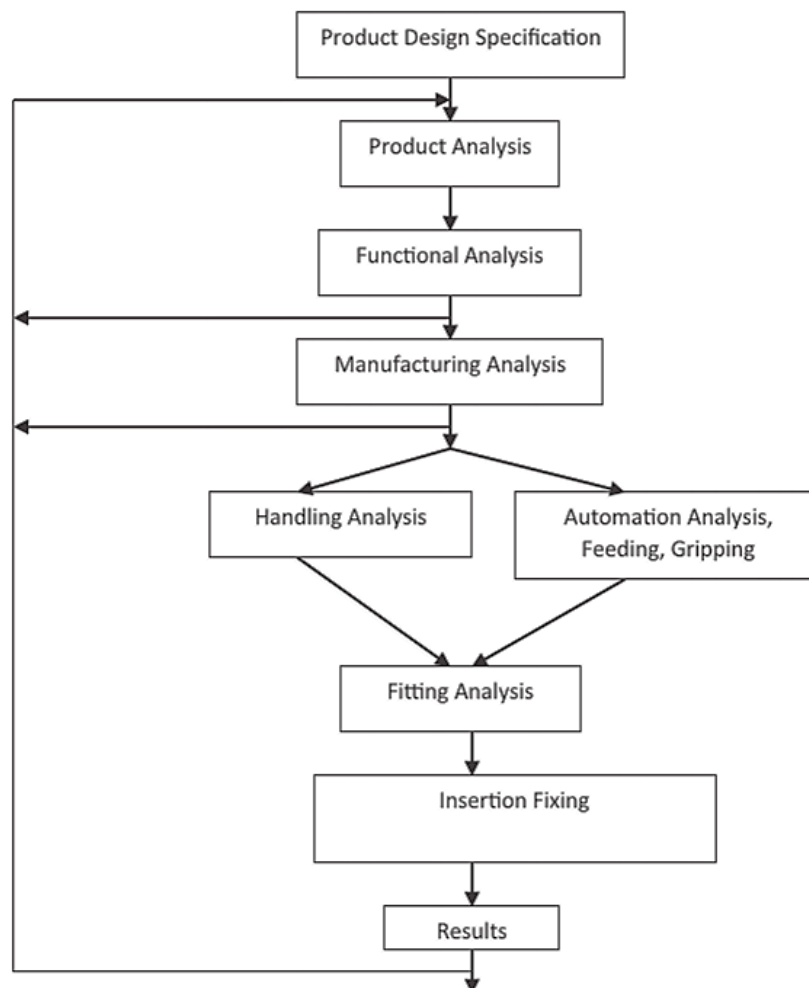 Product Design Specification
Product Analysis
Functional Analysis
Manufacturing Analysis
Handling Analysis
Automation Analysis,
Feeding, Gripping
Fitting Analysis
Insertion Fixing
Results